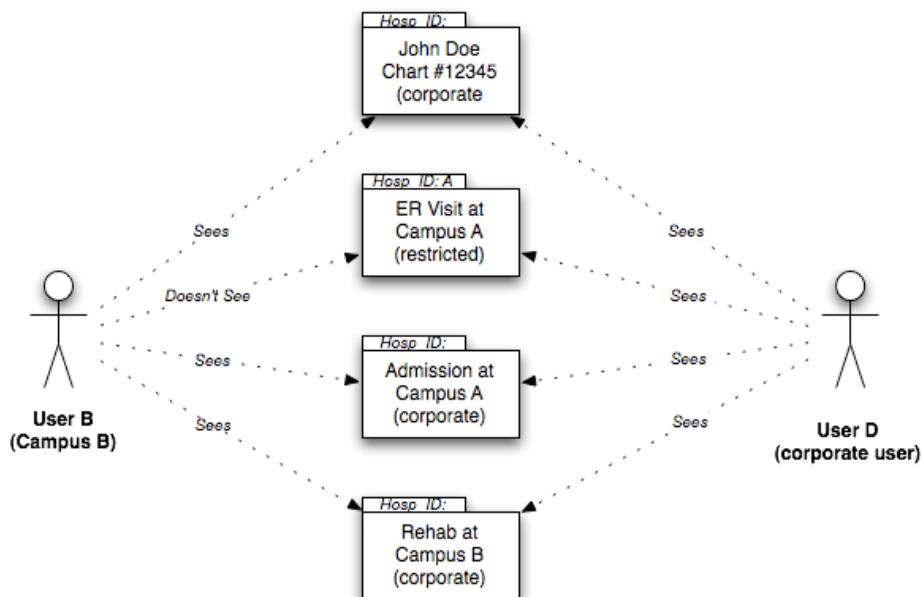 Hosp_ID:
John Doe
Chart #12345
(corporate
Hosp_ID: A
ER Visit at
Campus A
(restricted)
Hosp_ID:
Admission at
Campus A
(corporate)
Hosp_ID:
Rehab at
Campus B
(corporate)
Sees
Doesn't See
Sees
Sees
Sees
Sees
Sees
Sees
User B
(Campus B)
User D
(corporate user)